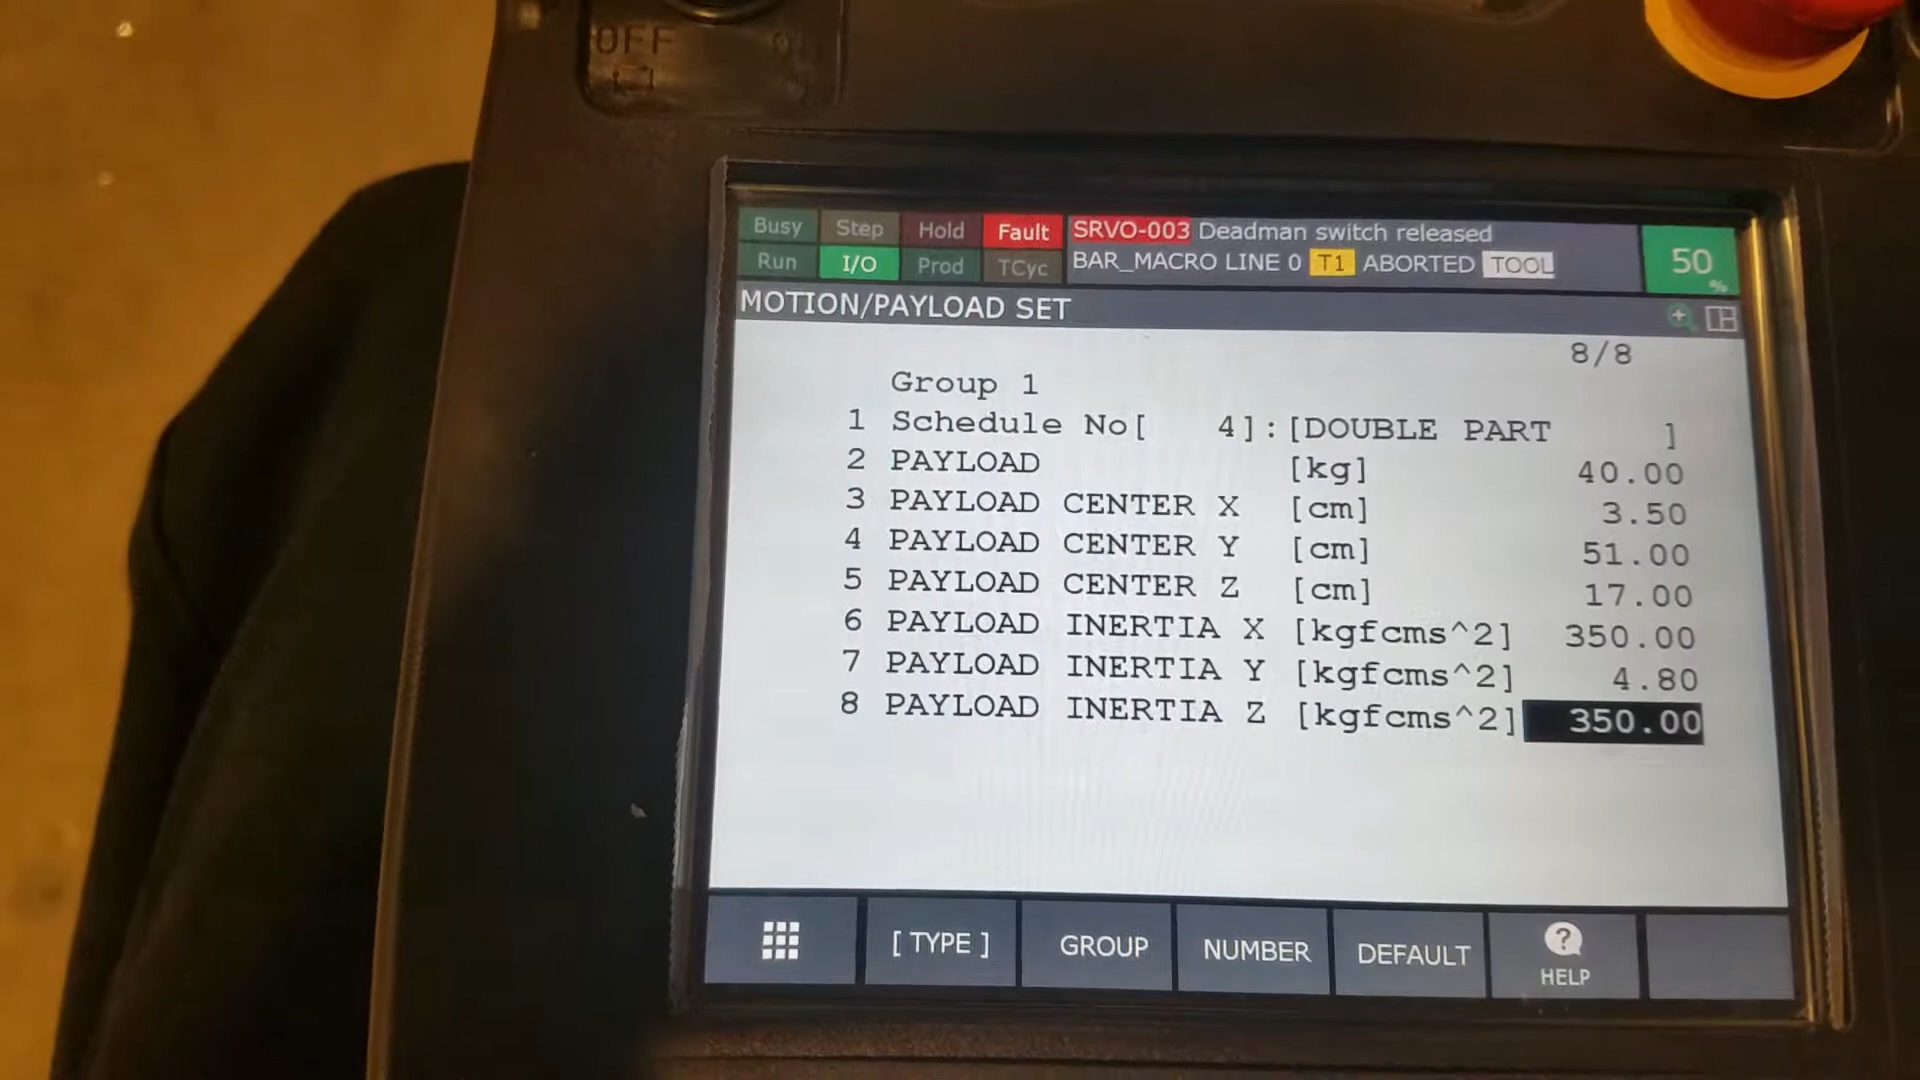 OFF
Busy Step Hold Fault SRVO-003 Deadman switch released
Run I/O Prod TCyc BAR_MACRO LINE 0 T1 ABORTED TOOL 50 %
MOTION/PAYLOAD SET
8/8
Group 1
1 Schedule No[ 4]:[DOUBLE PART ]
2 PAYLOAD [kg] 40.00
3 PAYLOAD CENTER X [cm] 3.50
4 PAYLOAD CENTER Y [cm] 51.00
5 PAYLOAD CENTER Z [cm] 17.00
6 PAYLOAD INERTIA X [kgfcms^2] 350.00
7 PAYLOAD INERTIA Y [kgfcms^2] 4.80
8 PAYLOAD INERTIA Z [kgfcms^2] 350.00
[ TYPE ] GROUP NUMBER DEFAULT ? HELP